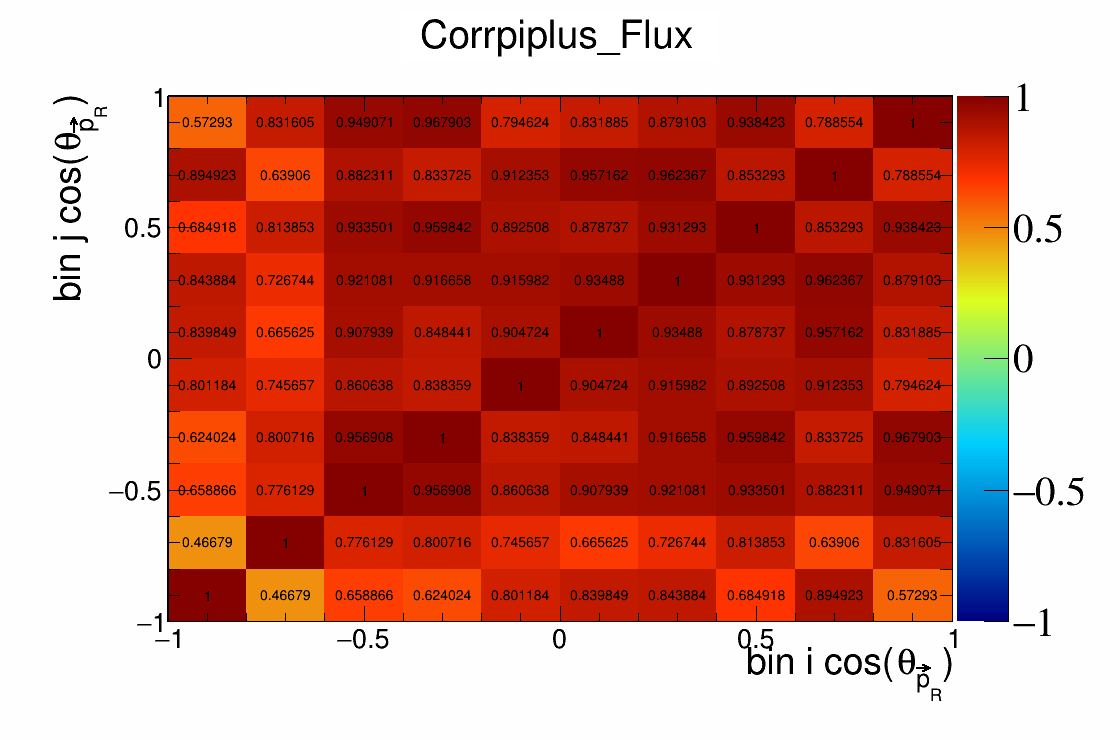 Corrpiplus_Flux
bin j cos(θ p⃗ R)
1
0.57293 0.831605 0.949071 0.967903 0.794624 0.831885 0.879103 0.938423 0.788554 1
0.894923 0.63906 0.882311 0.833725 0.912353 0.957162 0.962367 0.853293 1 0.788554
0.5
0.684918 0.813853 0.933501 0.959842 0.892508 0.878737 0.931293 1 0.853293 0.938423
0.843884 0.726744 0.921081 0.916658 0.915982 0.93488 1 0.931293 0.962367 0.879103
0.839849 0.665625 0.907939 0.848441 0.904724 1 0.93488 0.878737 0.957162 0.831885
0
0.801184 0.745657 0.860638 0.838359 1 0.904724 0.915982 0.892508 0.912353 0.794624
0.624024 0.800716 0.956908 1 0.838359 0.848441 0.916658 0.959842 0.833725 0.967903
−0.5
0.658866 0.776129 1 0.956908 0.860638 0.907939 0.921081 0.933501 0.882311 0.949071
0.46679 1 0.776129 0.800716 0.745657 0.665625 0.726744 0.813853 0.63906 0.831605
1 0.46679 0.658866 0.624024 0.801184 0.839849 0.843884 0.684918 0.894923 0.57293
−1
−1 −0.5 0 0.5 1
bin i cos(θ p⃗ R)
1
0.5
0
−0.5
−1